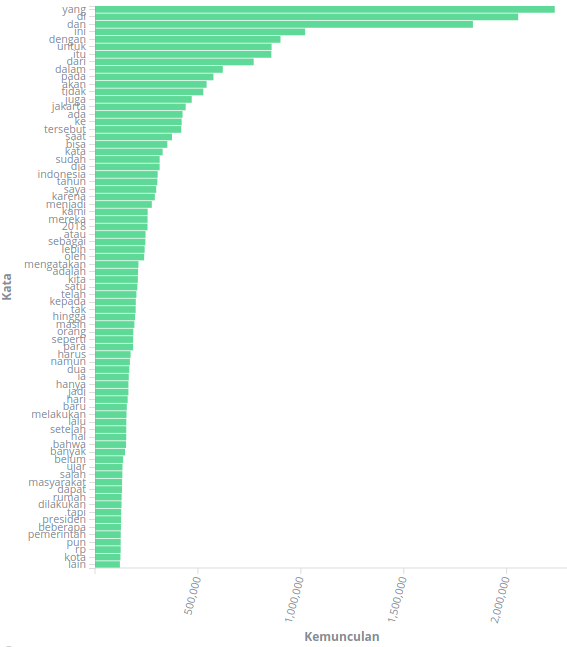 yang
di
dan
ini
dengan
untuk
itu
dari
dalam
pada
akan
tidak
juga
jakarta
ada
ke
tersebut
saat
bisa
kata
sudah
dia
indonesia
tahun
saya
karena
menjadi
kami
mereka
2018
atau
sebagai
lebih
oleh
mengatakan
adalah
kita
satu
telah
kepada
tak
hingga
masih
orang
seperti
para
harus
namun
dua
ia
hanya
jadi
hari
baru
melakukan
lalu
setelah
hal
bahwa
banyak
belum
ujar
salah
masyarakat
dapat
rumah
dilakukan
tapi
presiden
beberapa
pemerintah
pun
rp
kota
lain
Kata
500,000
1,000,000
1,500,000
2,000,000
Kemunculan